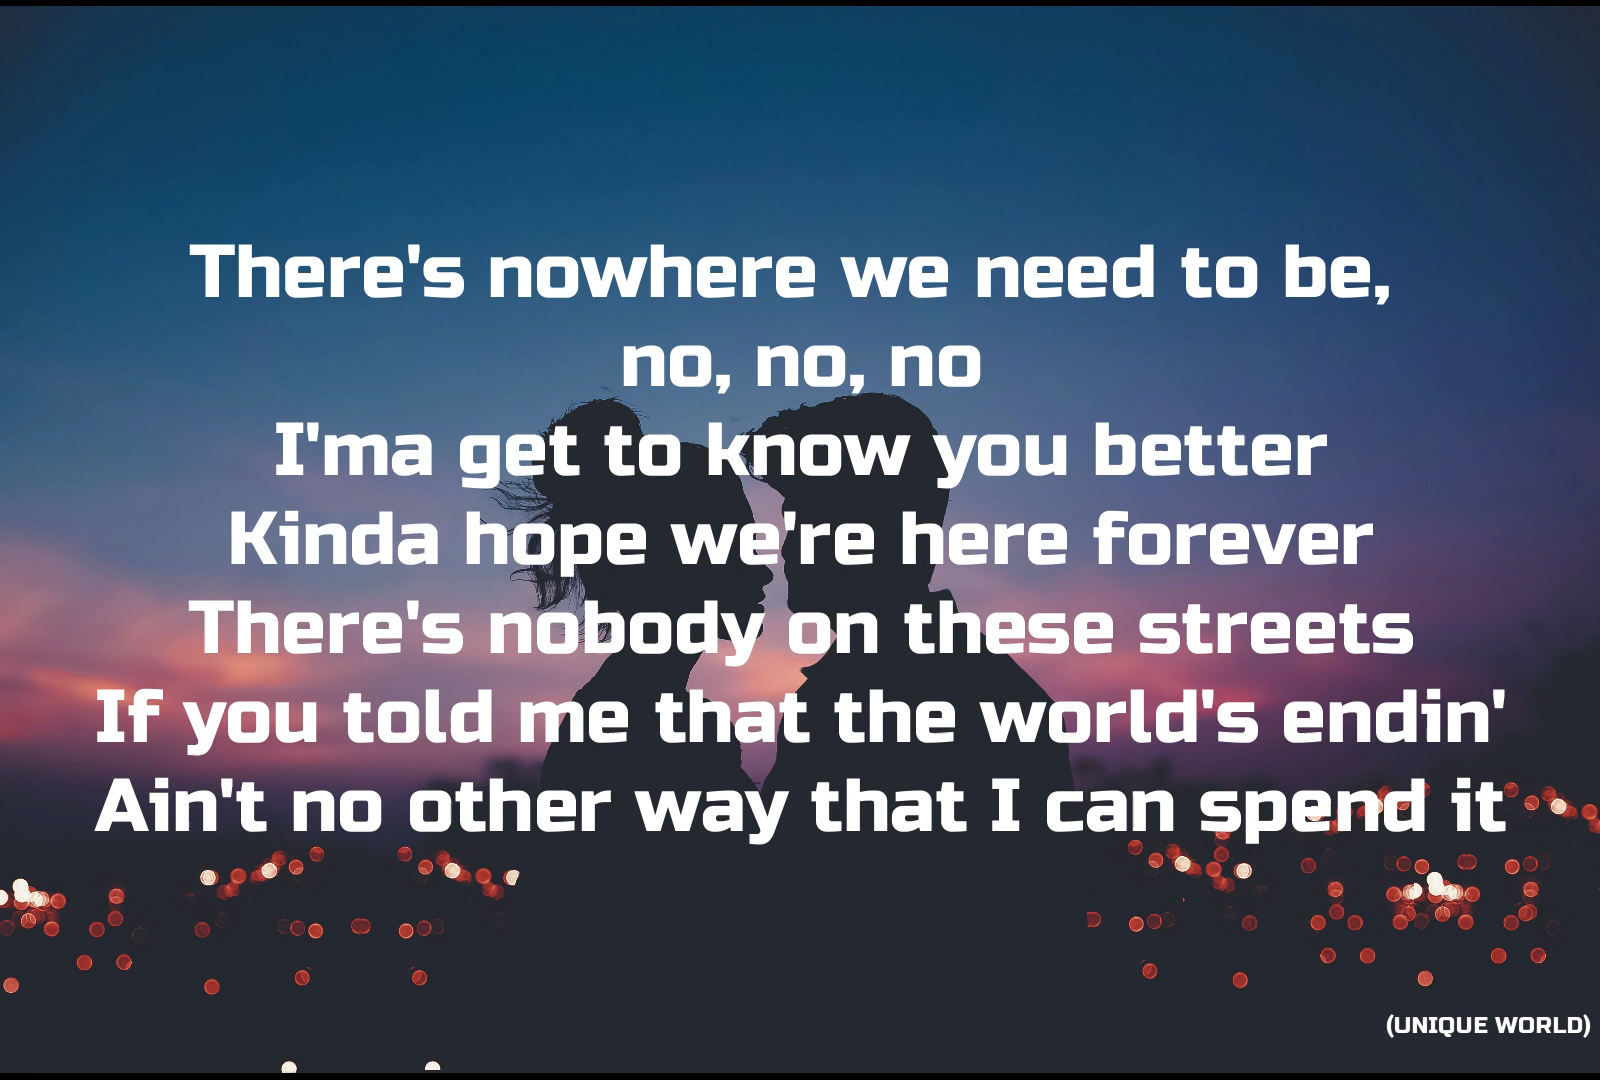 There's nowhere we need to be,
no, no, no
I'ma get to know you better
Kinda hope we're here forever
There's nobody on these streets
If you told me that the world's endin'
Ain't no other way that I can spend it
(UNIQUE WORLD)